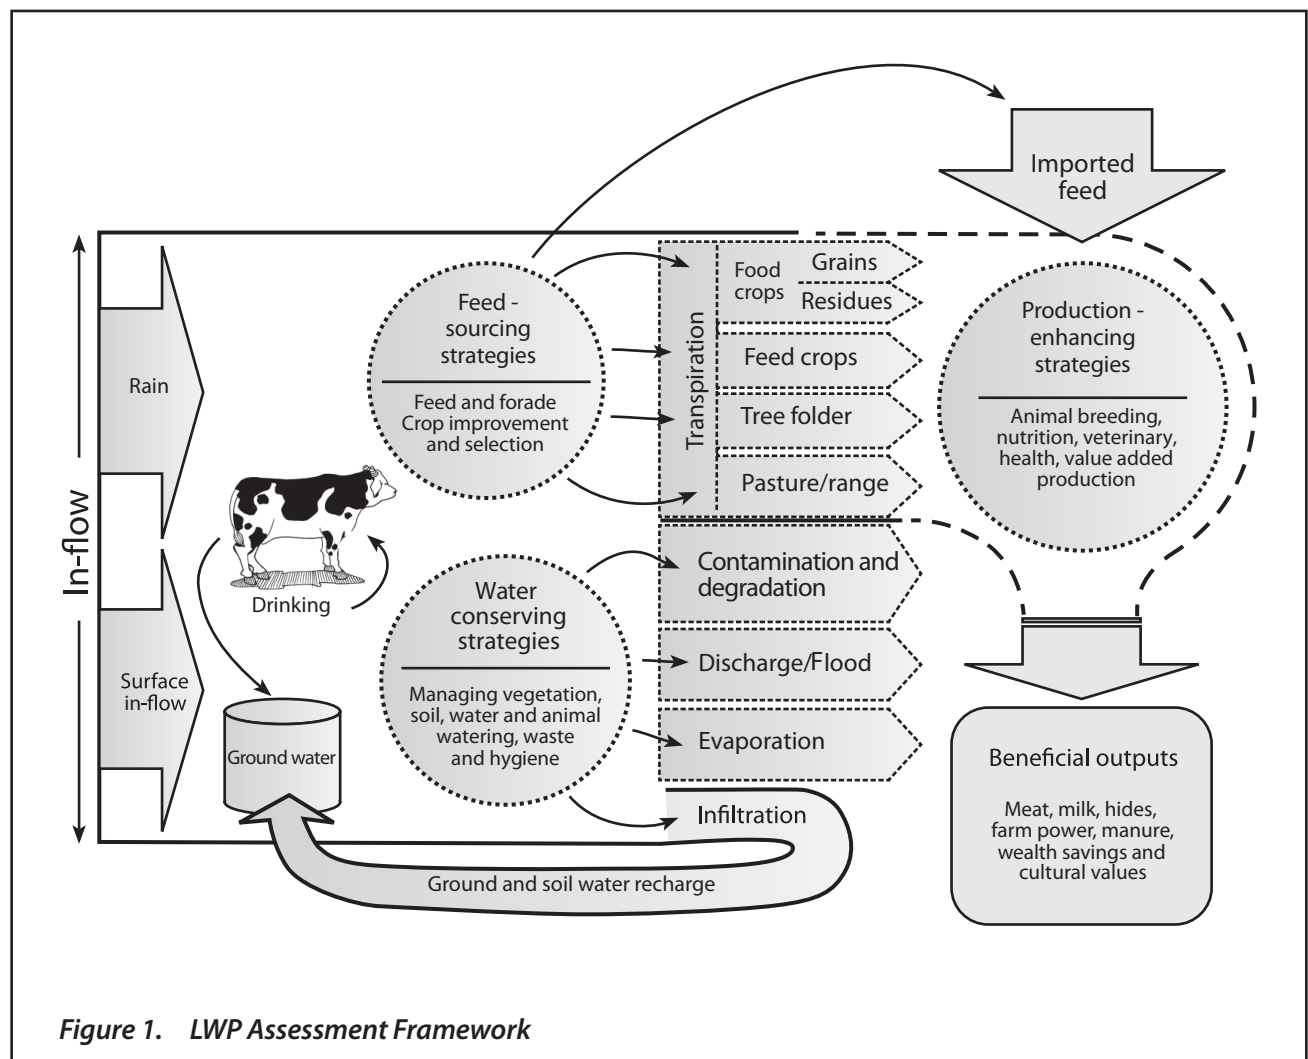 Imported
feed
In-flow
Rain
Surface
in-flow
Feed -
sourcing
strategies
Feed and forade
Crop improvement
and selection
Drinking
Ground water
Water
conserving
strategies
Managing vegetation,
soil, water and animal
watering, waste
and hygiene
Transpiration
Food
crops
Grains
Residues
Feed crops
Tree folder
Pasture/range
Contamination and
degradation
Discharge/Flood
Evaporation
Infiltration
Ground and soil water recharge
Production -
enhancing
strategies
Animal breeding,
nutrition, veterinary,
health, value added
production
Beneficial outputs
Meat, milk, hides,
farm power, manure,
wealth savings and
cultural values
Figure 1. LWP Assessment Framework